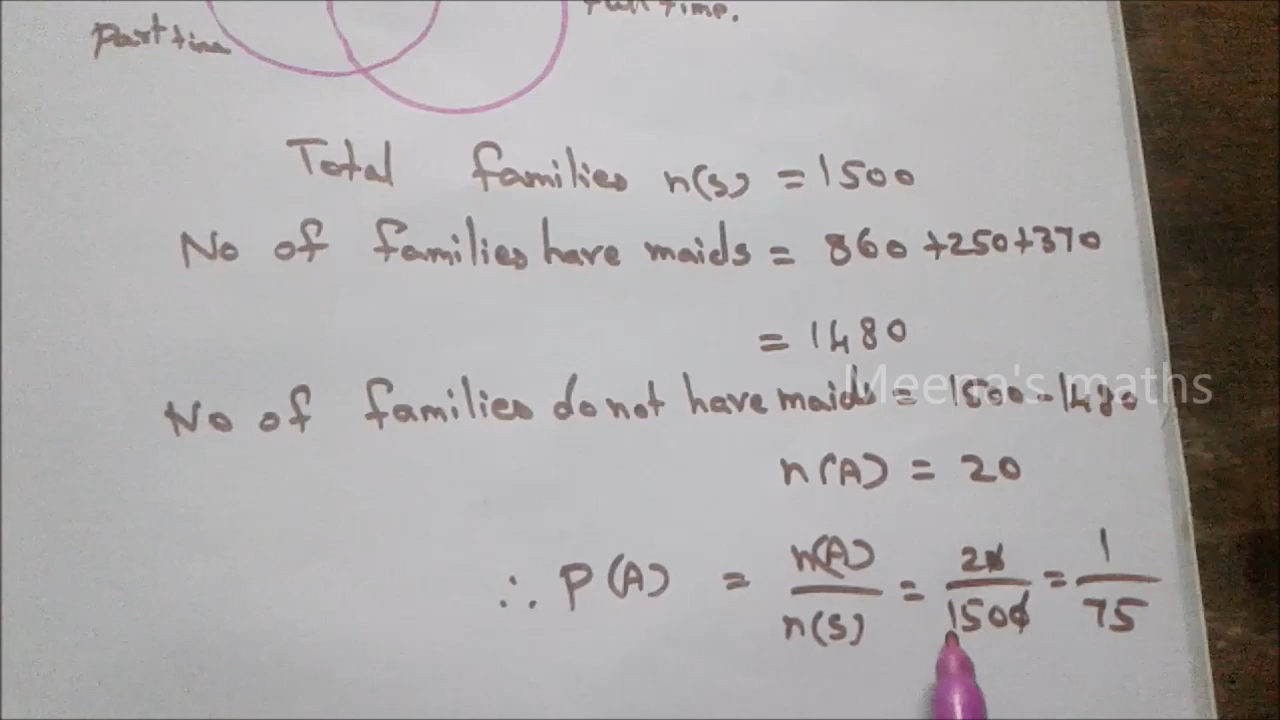 full time.
Part time
Total families n(S) = 1500
No of families have maids = 860 +250+370
= 1480
No of families do not have maids = 1500 - 1480
Meena's maths
n(A) = 20
∴ P(A) = n(A)/n(S) = 20/1500 = 1/75